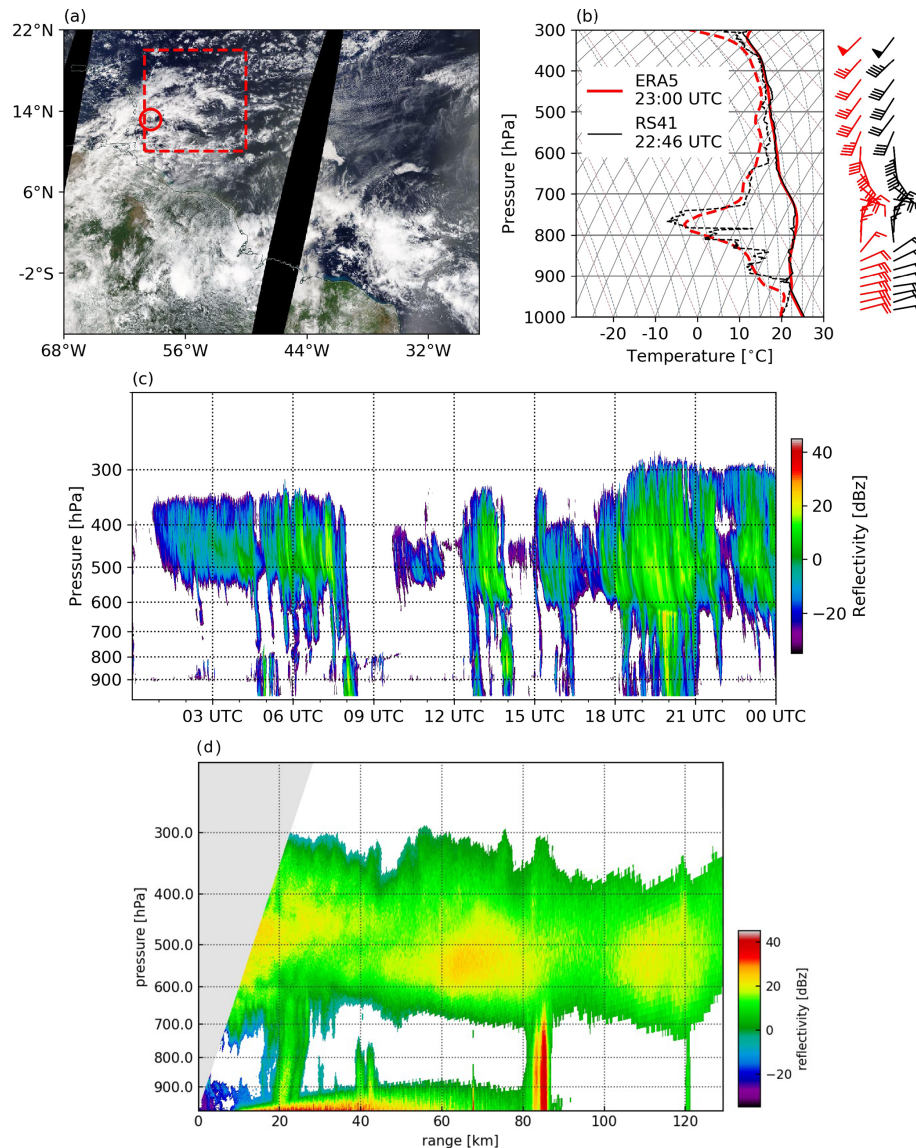 (a)
22°N
14°N
6°N
-2°S
68°W
56°W
44°W
32°W
(b)
300
400
500
600
700
800
900
1000
Pressure [hPa]
ERA5
23:00 UTC
RS41
22:46 UTC
-20
-10
0
10
20
30
Temperature [°C]
(c)
300
400
500
600
700
800
900
Pressure [hPa]
03 UTC
06 UTC
09 UTC
12 UTC
15 UTC
18 UTC
21 UTC
00 UTC
40
20
0
−20
Reflectivity [dBz]
(d)
300.0
400.0
500.0
600.0
700.0
800.0
900.0
pressure [hPa]
0
20
40
60
80
100
120
range [km]
40
20
0
−20
reflectivity [dBz]